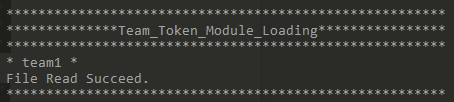 *******************************************************
**************Team_Token_Module_Loading****************
*******************************************************
* team1 *
File Read Succeed.
*******************************************************